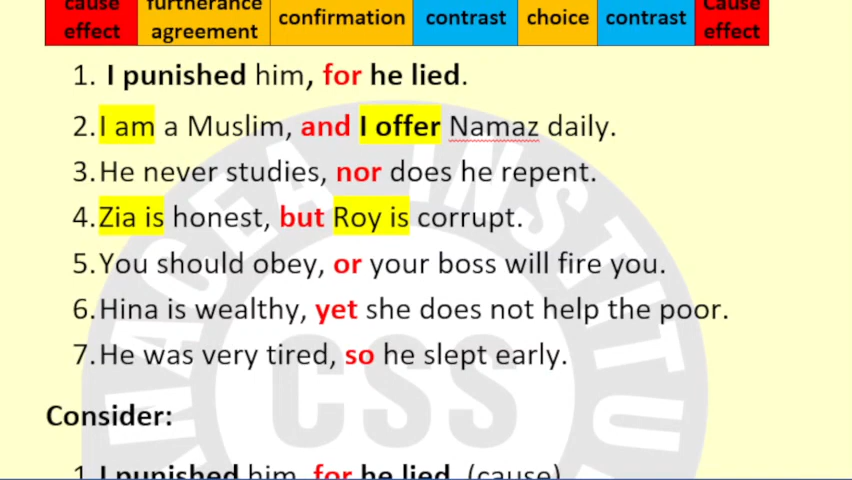 cause furtherance Cause
effect agreement confirmation contrast choice contrast effect
1. I punished him, for he lied.
2. I am a Muslim, and I offer Namaz daily.
3. He never studies, nor does he repent.
4. Zia is honest, but Roy is corrupt.
5. You should obey, or your boss will fire you.
6. Hina is wealthy, yet she does not help the poor.
7. He was very tired, so he slept early.
Consider:
1. I punished him, for he lied. (cause)
CSS